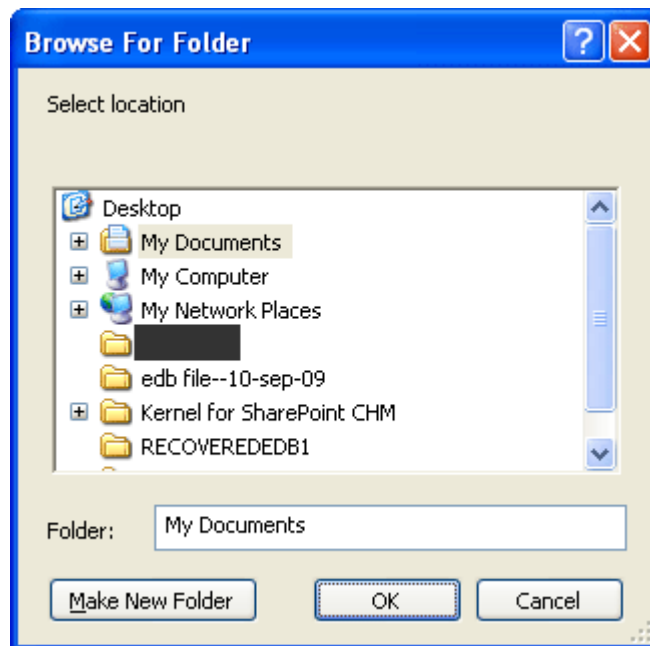 Browse For Folder
Select location
Desktop
My Documents
My Computer
My Network Places
edb file--10-sep-09
Kernel for SharePoint CHM
RECOVEREDEDB1
Folder: My Documents
Make New Folder OK Cancel